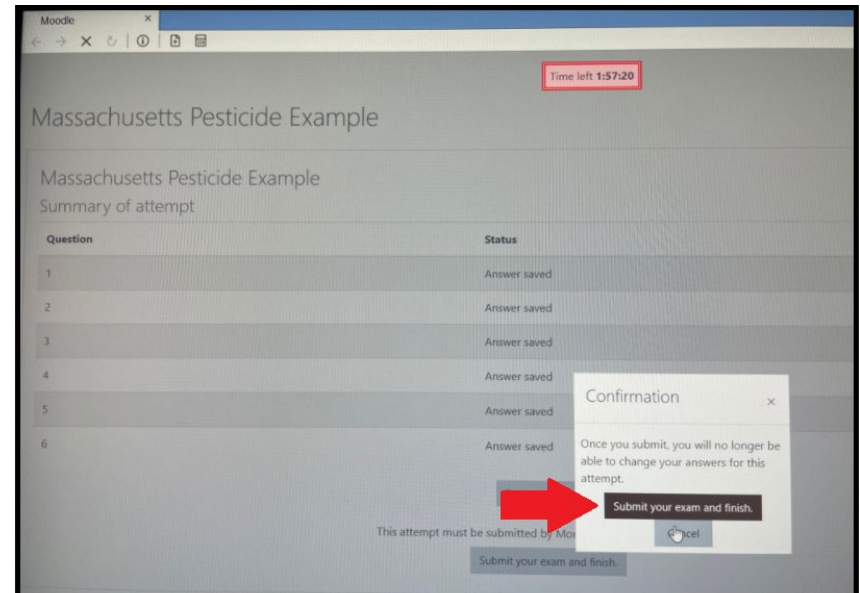 Moodle
Time left 1:57:20
Massachusetts Pesticide Example
Massachusetts Pesticide Example
Summary of attempt
Question Status
1 Answer saved
2 Answer saved
3 Answer saved
4 Answer saved
5 Answer saved
6 Answer saved
Confirmation
Once you submit, you will no longer be
able to change your answers for this
attempt.
Submit your exam and finish.
Cancel
This attempt must be submitted by
Submit your exam and finish.